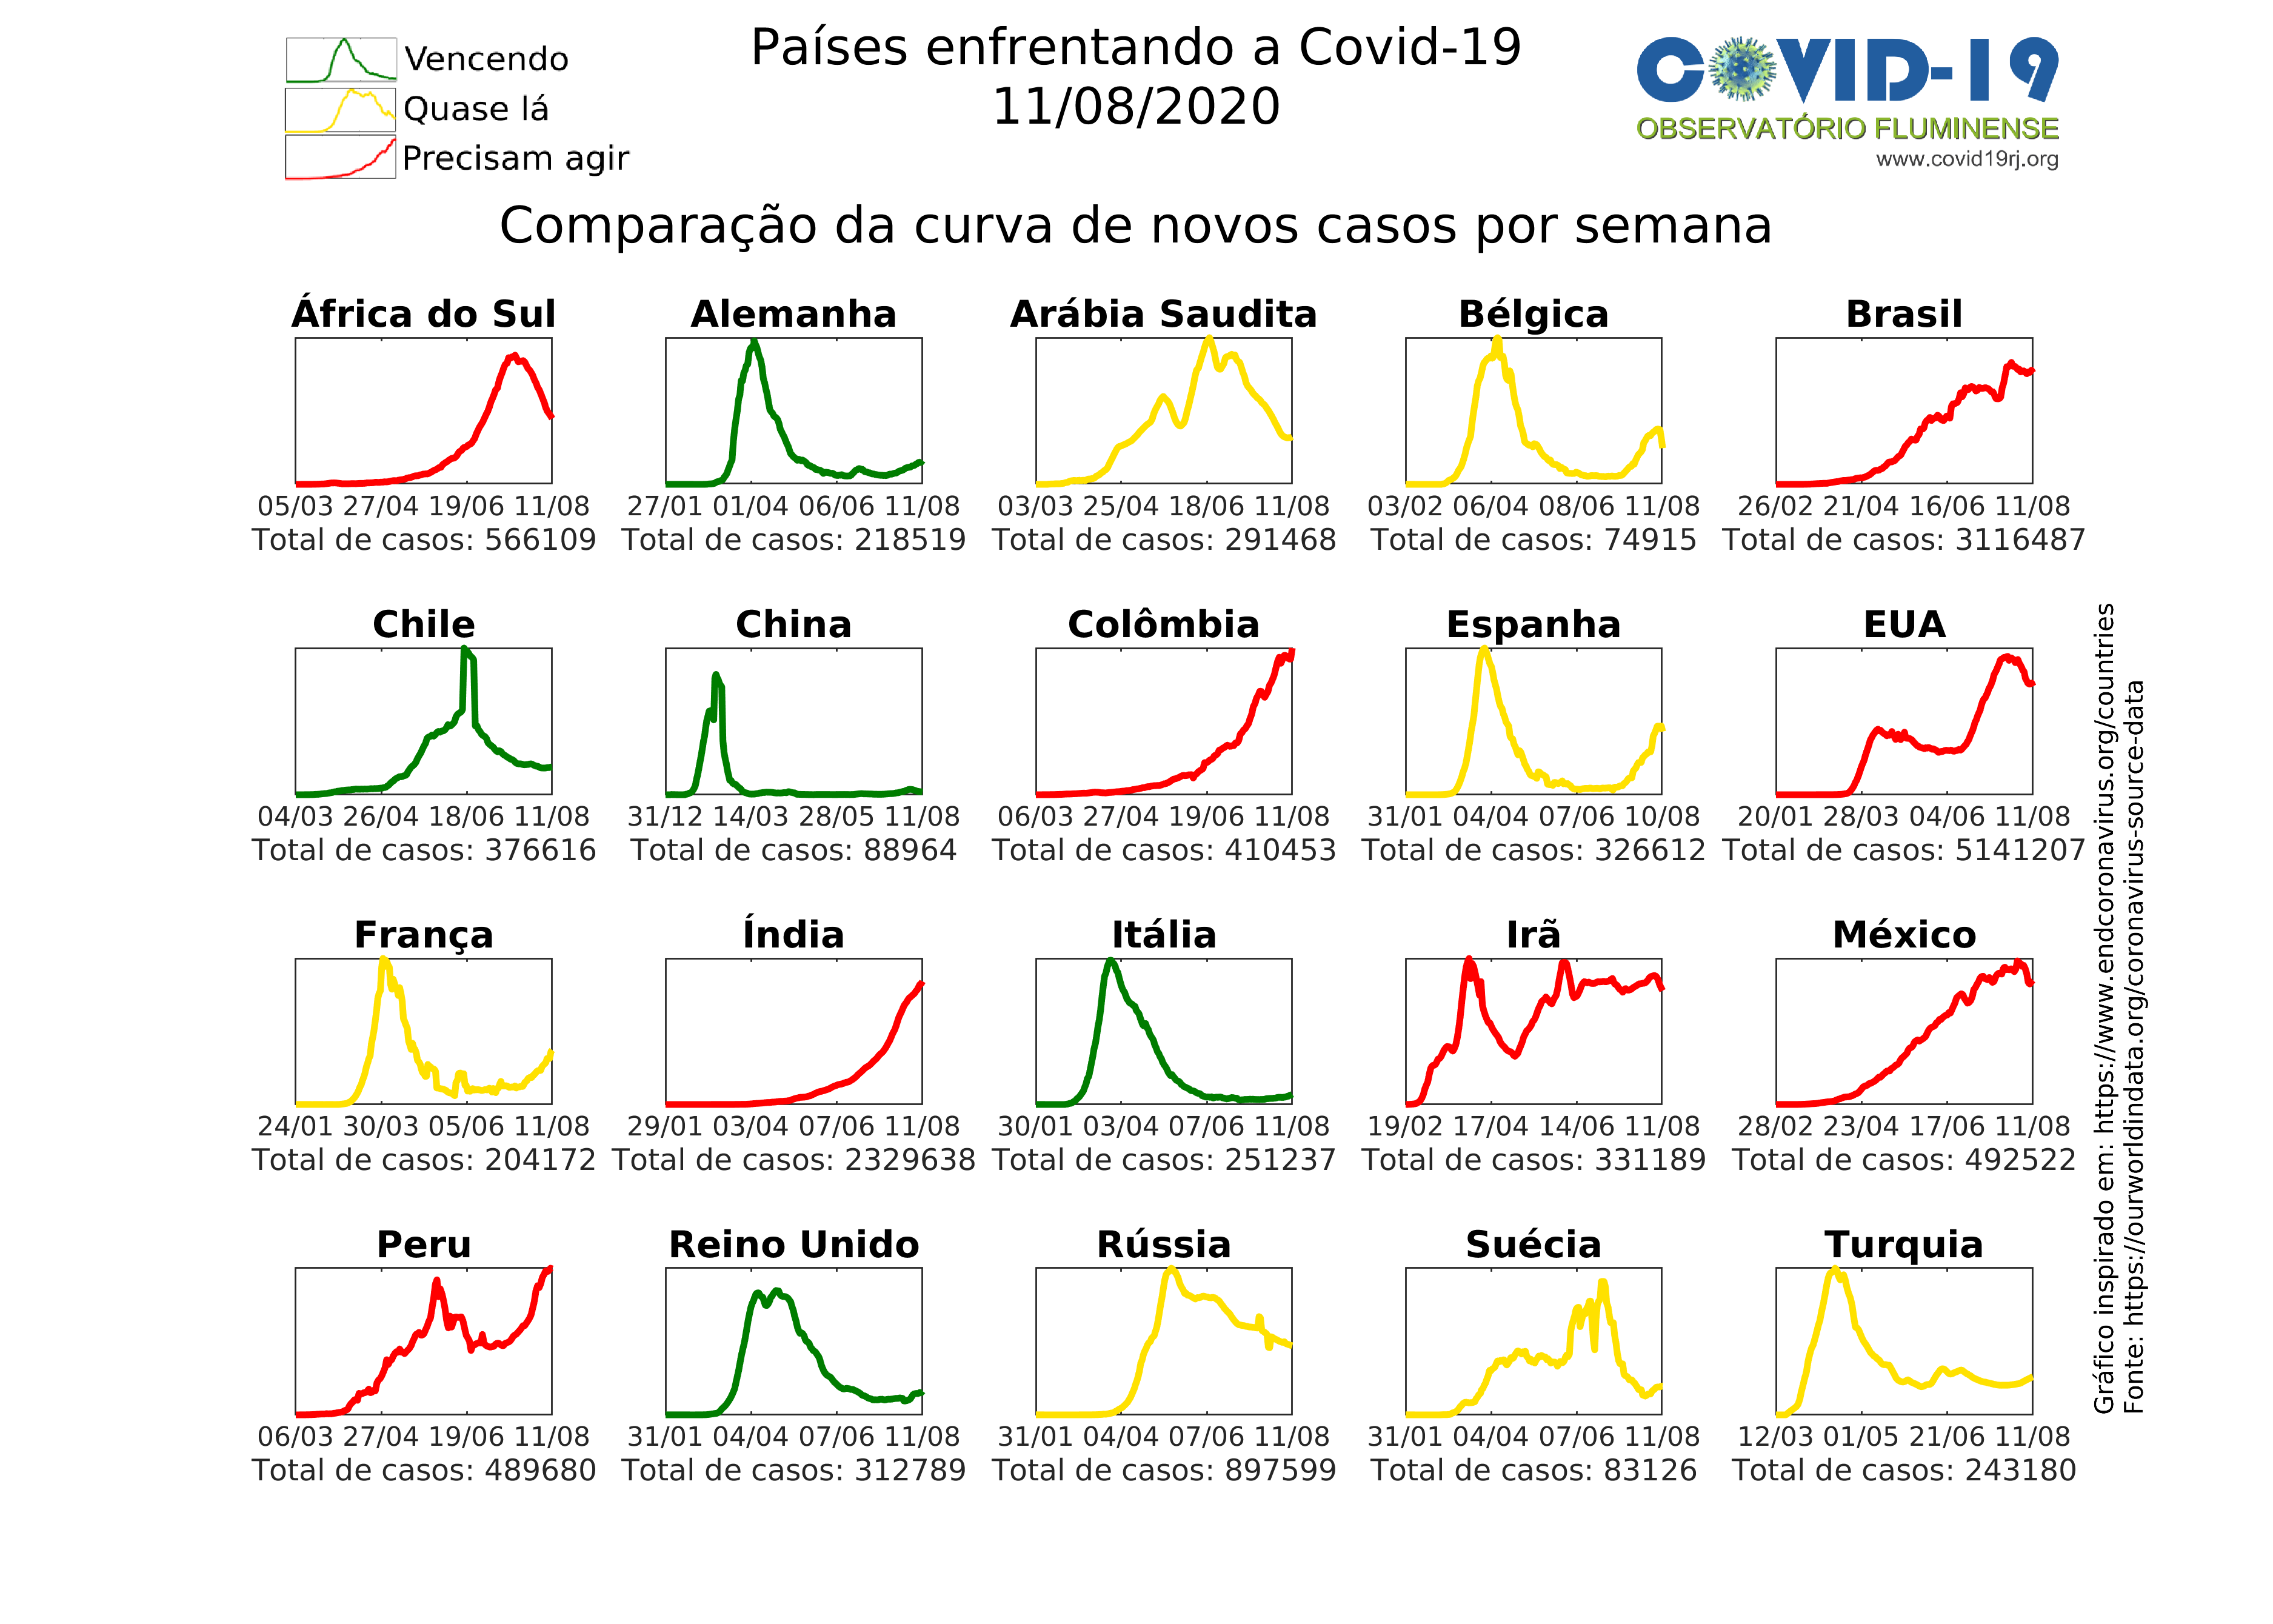 Vencendo
Quase lá
Precisam agir
Países enfrentando a Covid-19
11/08/2020
COVID-19
OBSERVATÓRIO FLUMINENSE
www.covid19rj.org
Comparação da curva de novos casos por semana
África do Sul
05/03 27/04 19/06 11/08
Total de casos: 566109
Alemanha
27/01 01/04 06/06 11/08
Total de casos: 218519
Arábia Saudita
03/03 25/04 18/06 11/08
Total de casos: 291468
Bélgica
03/02 06/04 08/06 11/08
Total de casos: 74915
Brasil
26/02 21/04 16/06 11/08
Total de casos: 3116487
Chile
04/03 26/04 18/06 11/08
Total de casos: 376616
China
31/12 14/03 28/05 11/08
Total de casos: 88964
Colômbia
06/03 27/04 19/06 11/08
Total de casos: 410453
Espanha
31/01 04/04 07/06 10/08
Total de casos: 326612
EUA
20/01 28/03 04/06 11/08
Total de casos: 5141207
França
24/01 30/03 05/06 11/08
Total de casos: 204172
Índia
29/01 03/04 07/06 11/08
Total de casos: 2329638
Itália
30/01 03/04 07/06 11/08
Total de casos: 251237
Irã
19/02 17/04 14/06 11/08
Total de casos: 331189
México
28/02 23/04 17/06 11/08
Total de casos: 492522
Peru
06/03 27/04 19/06 11/08
Total de casos: 489680
Reino Unido
31/01 04/04 07/06 11/08
Total de casos: 312789
Rússia
31/01 04/04 07/06 11/08
Total de casos: 897599
Suécia
31/01 04/04 07/06 11/08
Total de casos: 83126
Turquia
12/03 01/05 21/06 11/08
Total de casos: 243180
Gráfico inspirado em: https://www.endcoronavirus.org/countries
Fonte: https://ourworldindata.org/coronavirus-source-data